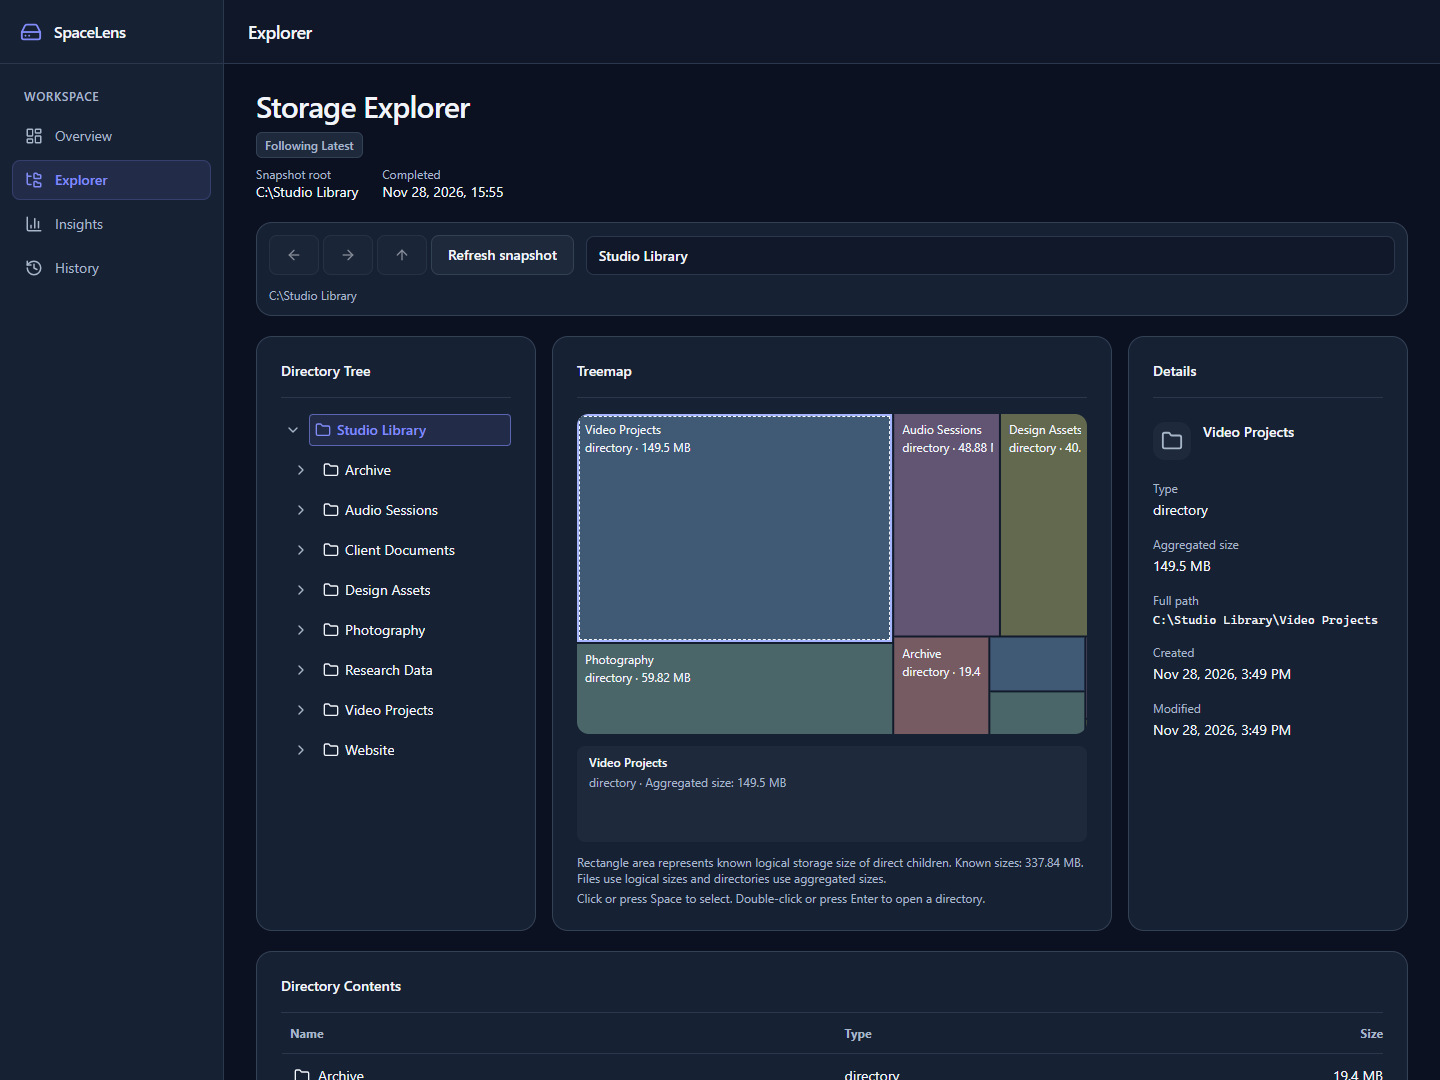 SpaceLens
Explorer
WORKSPACE
Overview
Explorer
Insights
History
Storage Explorer
Following Latest
Snapshot root
C:\Studio Library
Completed
Nov 28, 2026, 15:55
Refresh snapshot
Studio Library
C:\Studio Library
Directory Tree
Studio Library
Archive
Audio Sessions
Client Documents
Design Assets
Photography
Research Data
Video Projects
Website
Treemap
Video Projects
directory · 149.5 MB
Audio Sessions
directory · 48.88
Design Assets
directory · 40.
Photography
directory · 59.82 MB
Archive
directory · 19.4
Video Projects
directory · Aggregated size: 149.5 MB
Rectangle area represents known logical storage size of direct children. Known sizes: 337.84 MB.
Files use logical sizes and directories use aggregated sizes.
Click or press Space to select. Double-click or press Enter to open a directory.
Details
Video Projects
Type
directory
Aggregated size
149.5 MB
Full path
C:\Studio Library\Video Projects
Created
Nov 28, 2026, 3:49 PM
Modified
Nov 28, 2026, 3:49 PM
Directory Contents
Name Type Size
Archive directory 19.4 MB